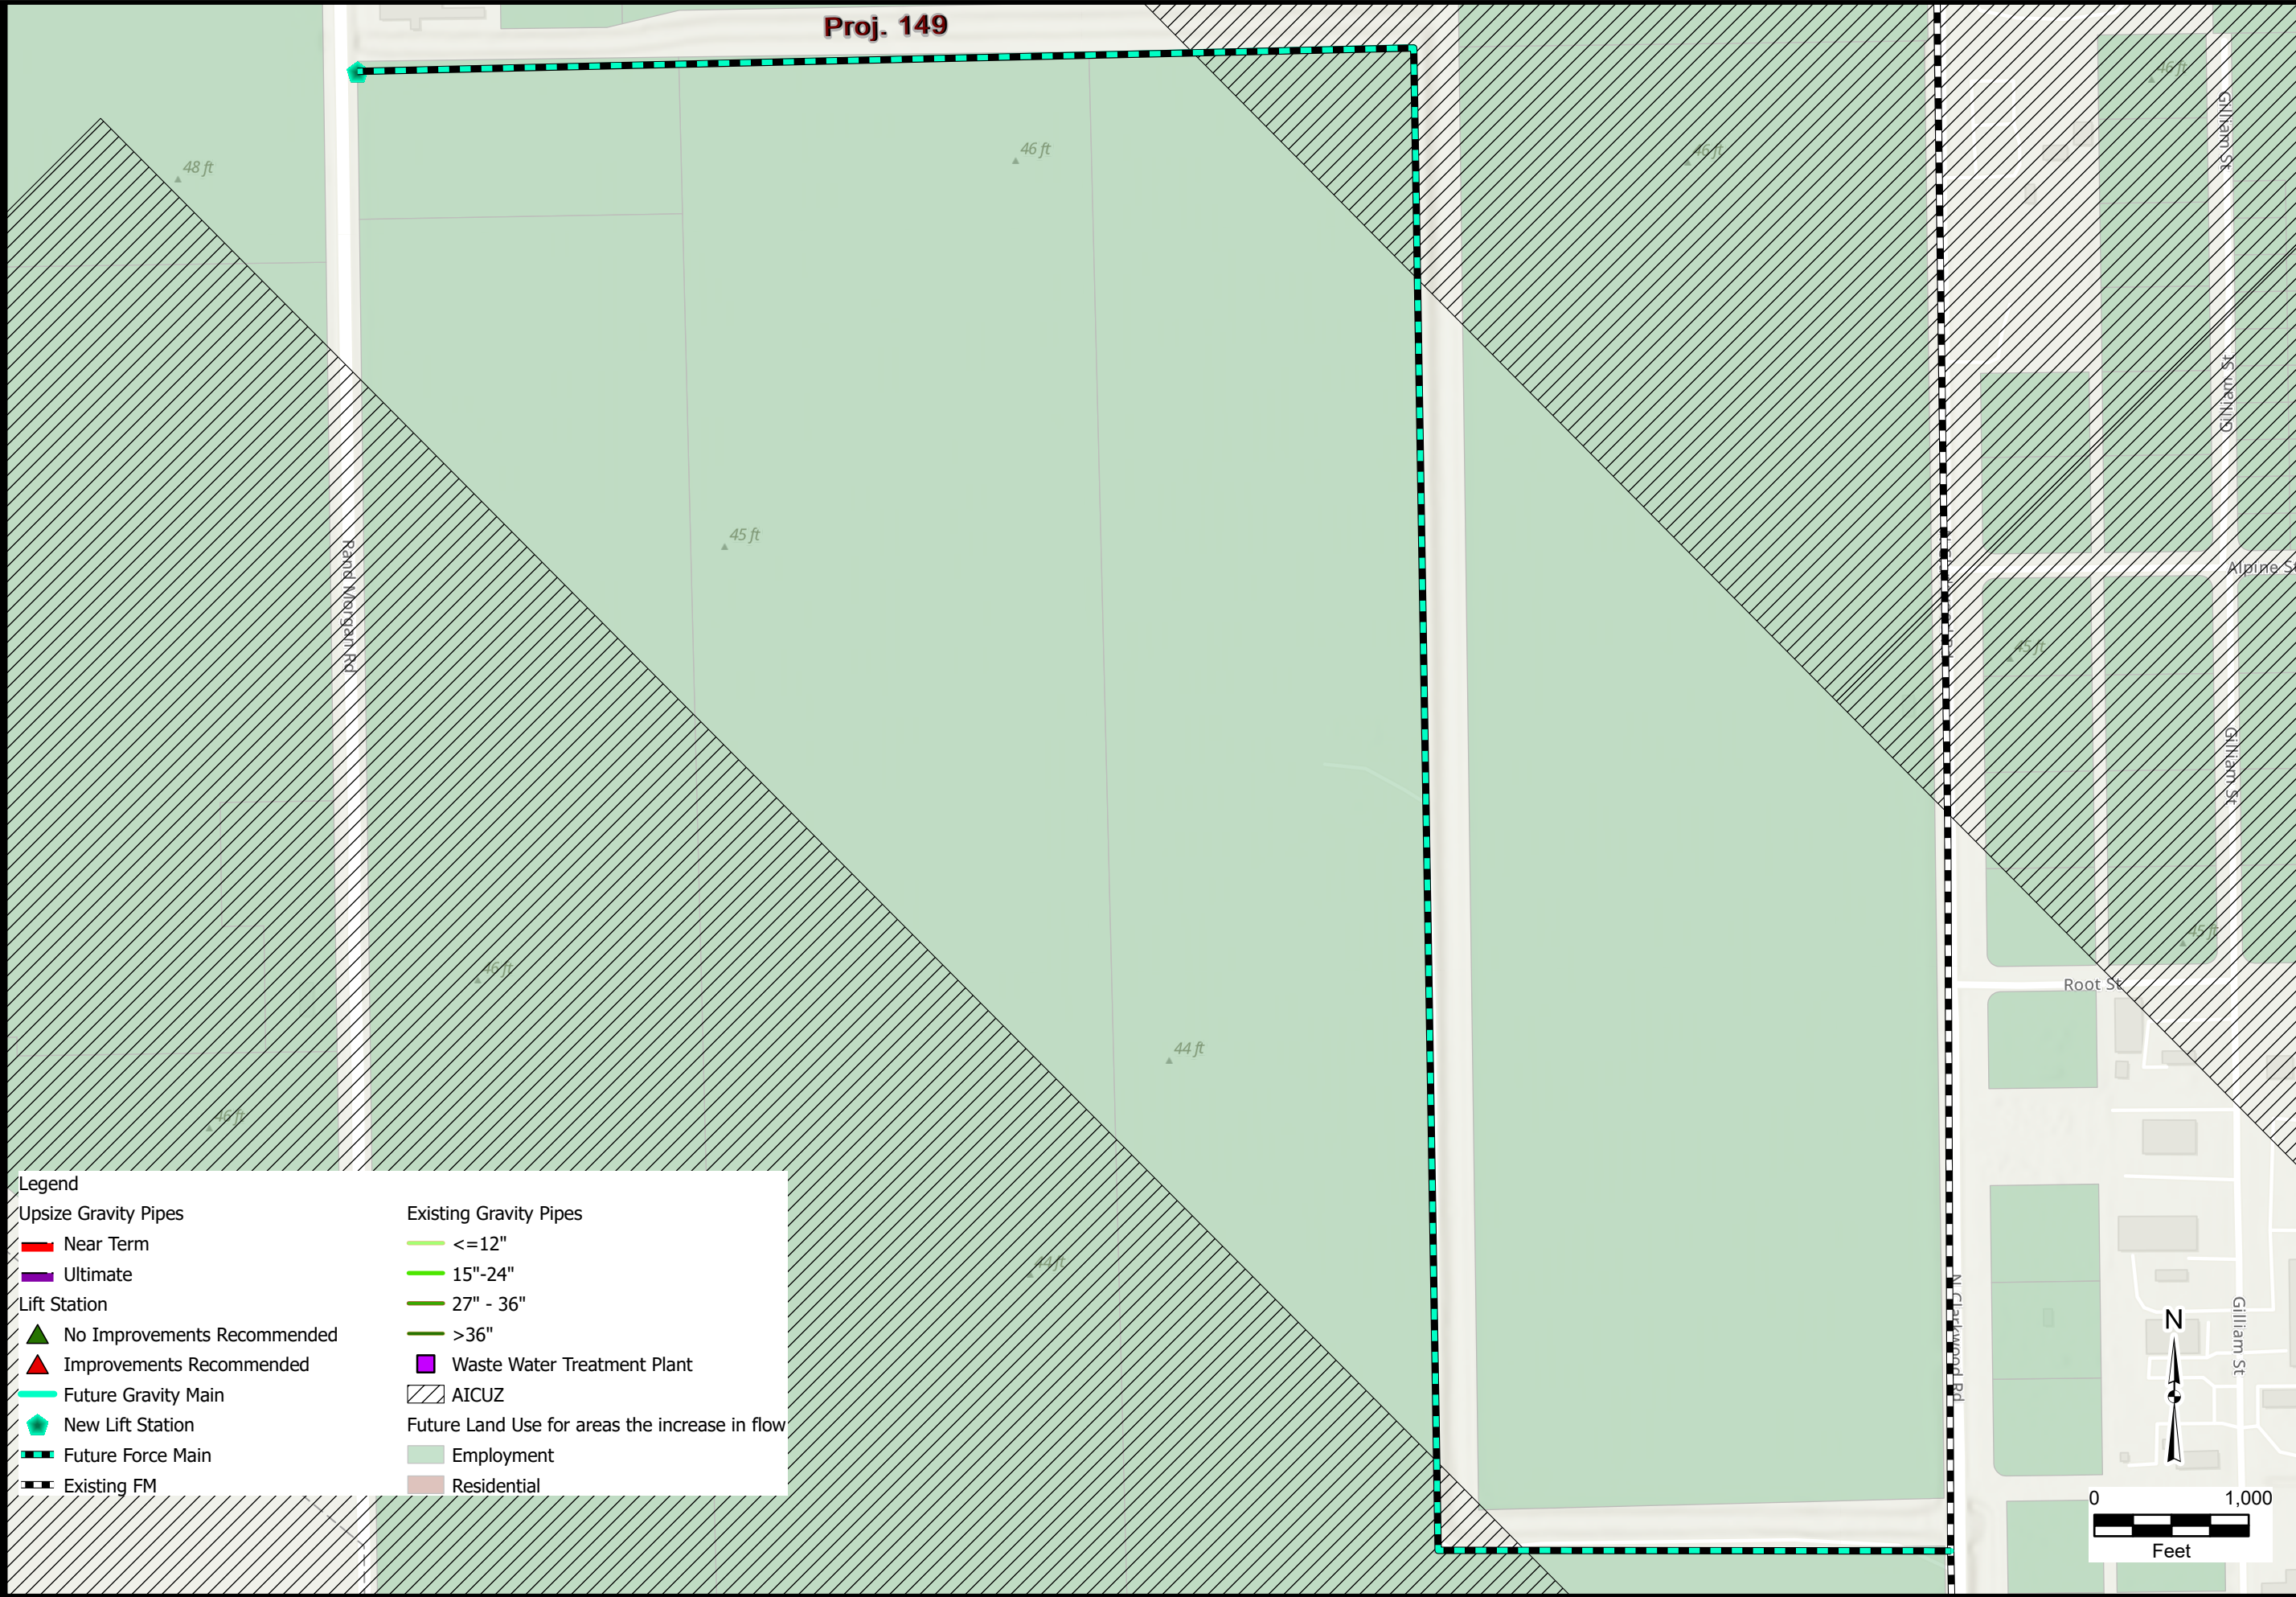 Proj. 149
46 ft
Gilliam St
46 ft
46 ft
48 ft
Gilliam St
45 ft
Rand Morgan Rd
Alpine St
45 ft
Gilliam St
45 ft
46 ft
Root St
44 ft
46 ft
44 ft
N Clarkwood Rd
Gilliam St
Legend
Upsize Gravity Pipes
Near Term
Ultimate
Lift Station
No Improvements Recommended
Improvements Recommended
Future Gravity Main
New Lift Station
Future Force Main
Existing FM
Existing Gravity Pipes
<=12"
15"-24"
27" - 36"
>36"
Waste Water Treatment Plant
AICUZ
Future Land Use for areas the increase in flow
Employment
Residential
N
0 1,000
Feet